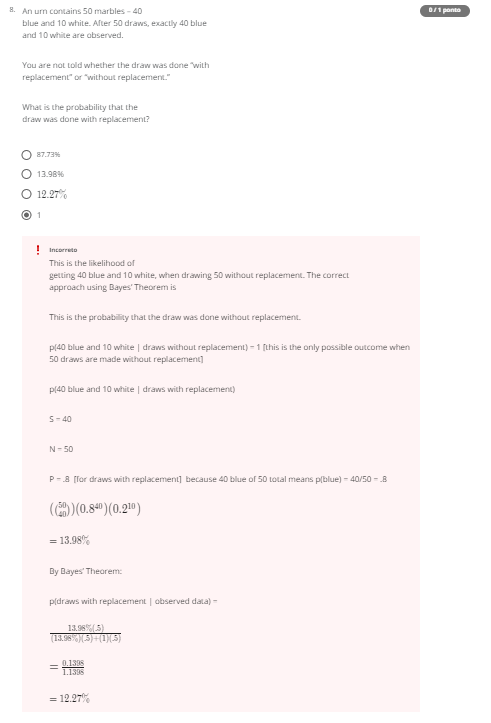 8. An urn contains 50 marbles – 40
0 / 1 ponto
blue and 10 white. After 50 draws, exactly 40 blue
and 10 white are observed.
You are not told whether the draw was done “with
replacement” or “without replacement.”
What is the probability that the
draw was done with replacement?
87.73%
13.98%
12.27%
1
! Incorreto
This is the likelihood of
getting 40 blue and 10 white, when drawing 50 without replacement. The correct
approach using Bayes’ Theorem is
This is the probability that the draw was done without replacement.
p(40 blue and 10 white | draws without replacement) = 1 [this is the only possible outcome when
50 draws are made without replacement]
p(40 blue and 10 white | draws with replacement)
S = 40
N = 50
P = .8 [for draws with replacement] because 40 blue of 50 total means p(blue) = 40/50 = .8
((50 40))(0.8^40)(0.2^10)
= 13.98%
By Bayes’ Theorem:
p(draws with replacement | observed data) =
13.98%(.5)
(13.98%)(.5)+(1)(.5)
= 0.1398
1.1398
= 12.27%